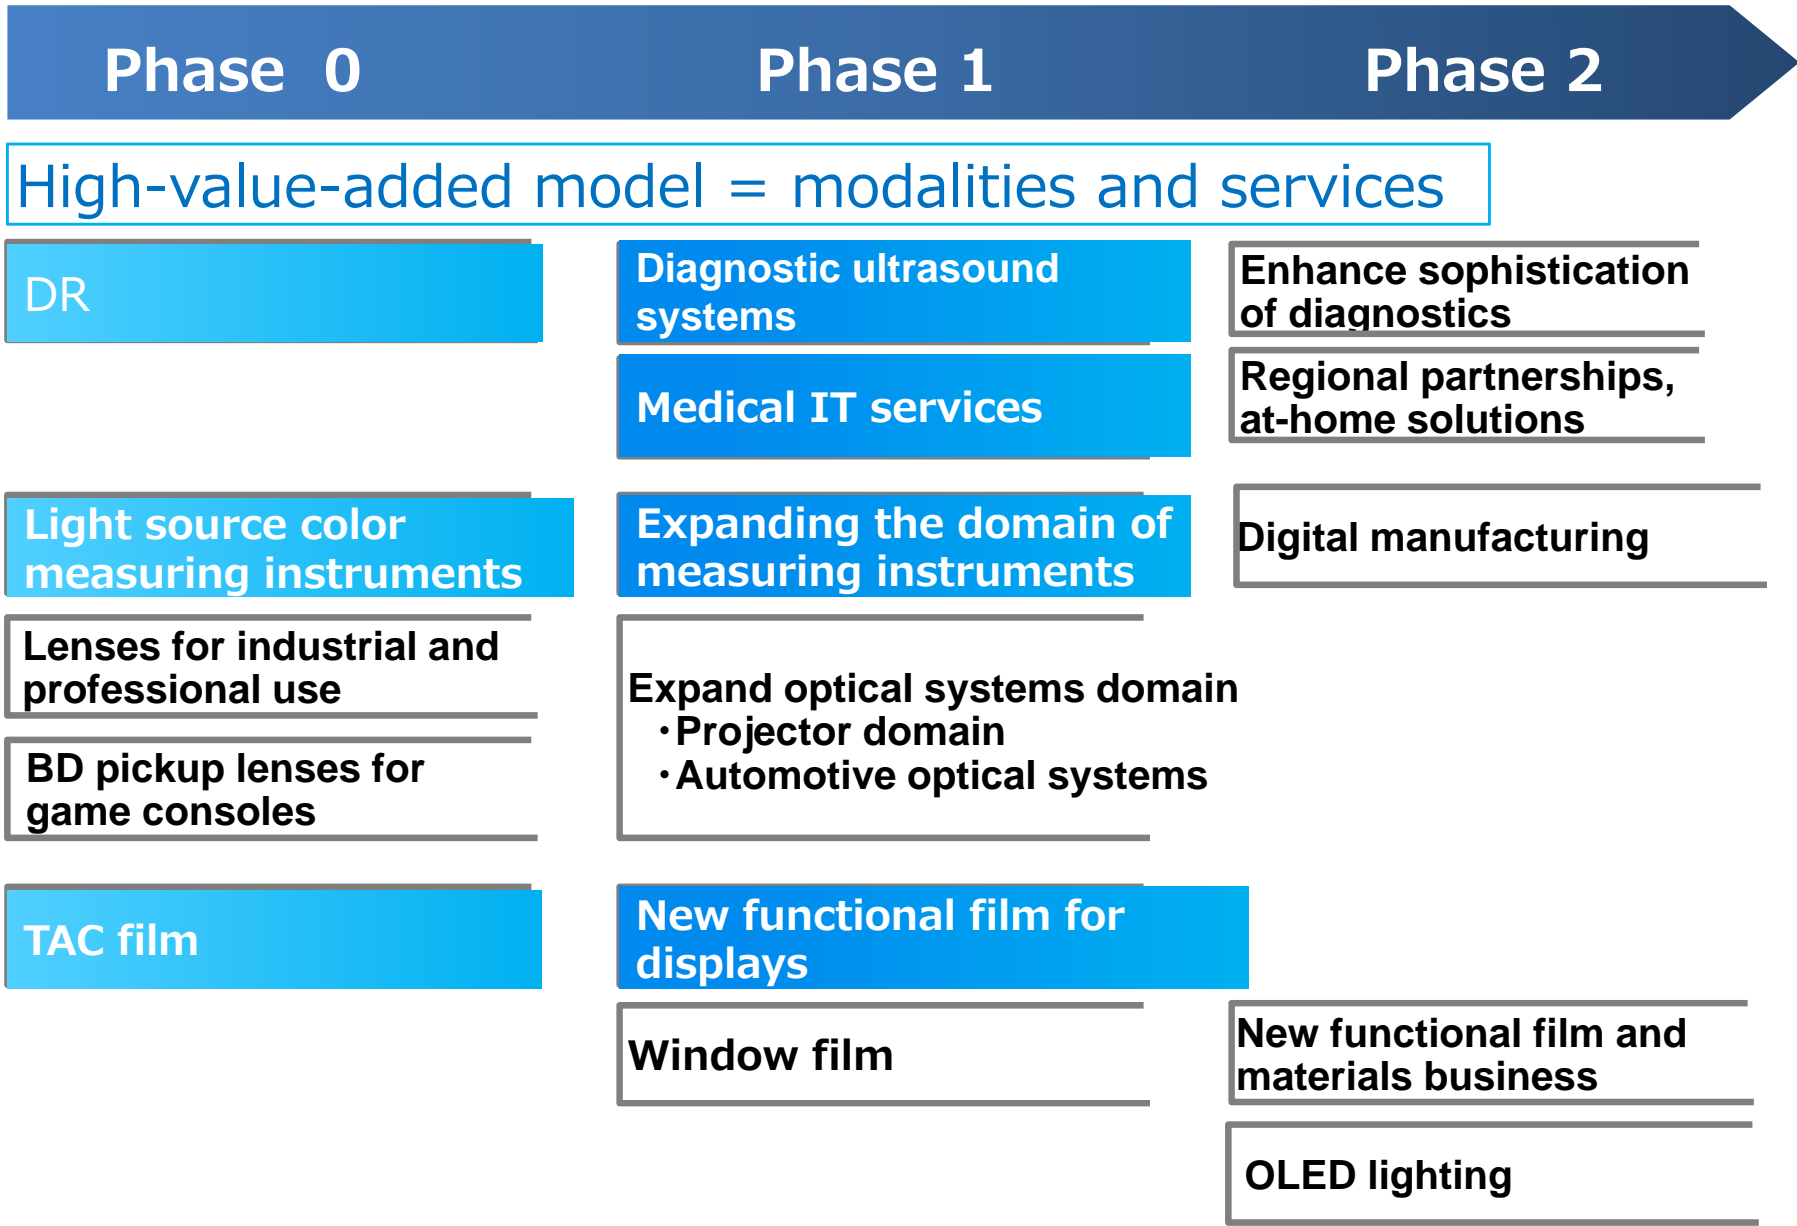 Phase 0
Phase 1
Phase 2
High-value-added model = modalities and services
DR
Diagnostic ultrasound
systems
Enhance sophistication
of diagnostics
Medical IT services
Regional partnerships,
at-home solutions
Light source color
measuring instruments
Expanding the domain of
measuring instruments
Digital manufacturing
Lenses for industrial and
professional use
BD pickup lenses for
game consoles
Expand optical systems domain
・Projector domain
・Automotive optical systems
TAC film
New functional film for
displays
Window film
New functional film and
materials business
OLED lighting